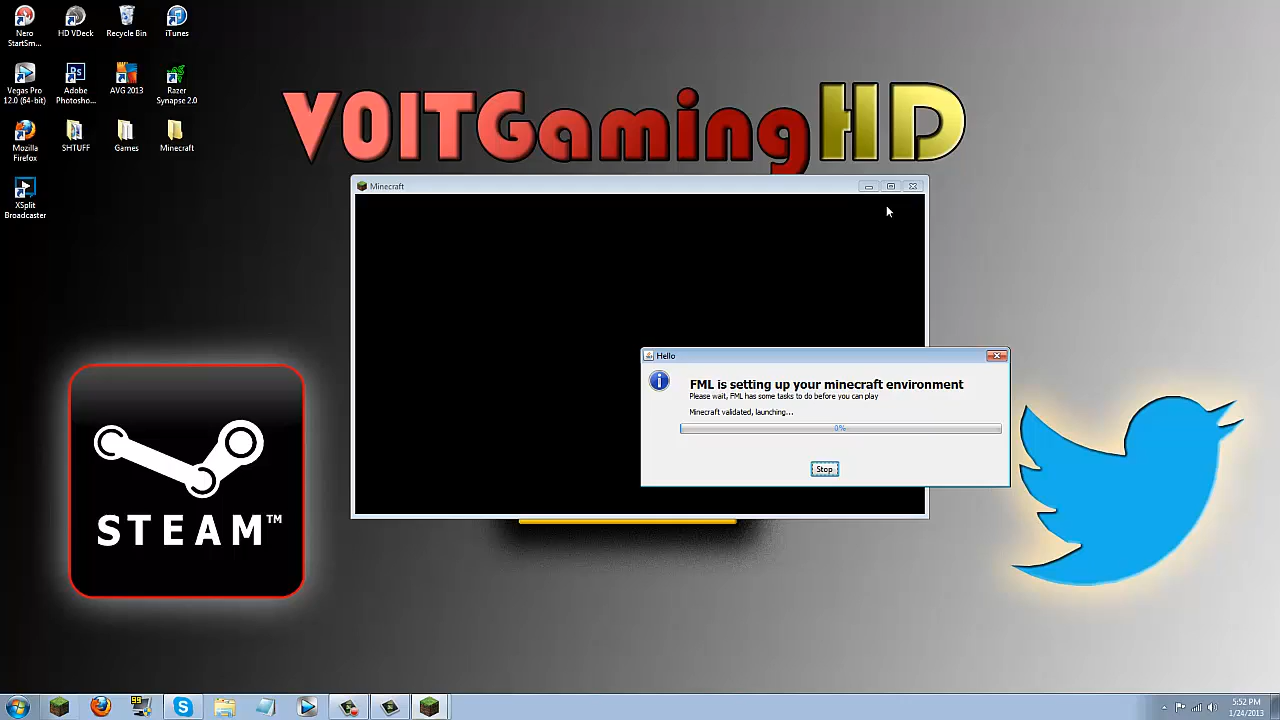 Nero
StartSm...
HD VDeck
Recycle Bin
iTunes
Vegas Pro
12.0 (64-bit)
Adobe
Photosho...
AVG 2013
Razer
Synapse 2.0
Mozilla
Firefox
SHTUFF
Games
Minecraft
XSplit
Broadcaster
V0ITGamingHD
Minecraft
Hello
FML is setting up your minecraft environment
Please wait, FML has some tasks to do before you can play
Minecraft validated, launching...
0%
Stop
STEAM™
99
5:52 PM
1/24/2013